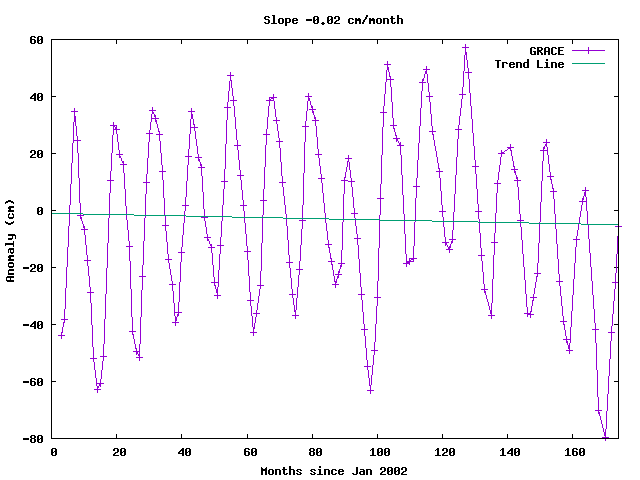 Slope -0.02 cm/month
GRACE
Trend Line
60
40
20
0
-20
-40
-60
-80
Anomaly (cm)
0 20 40 60 80 100 120 140 160
Months since Jan 2002